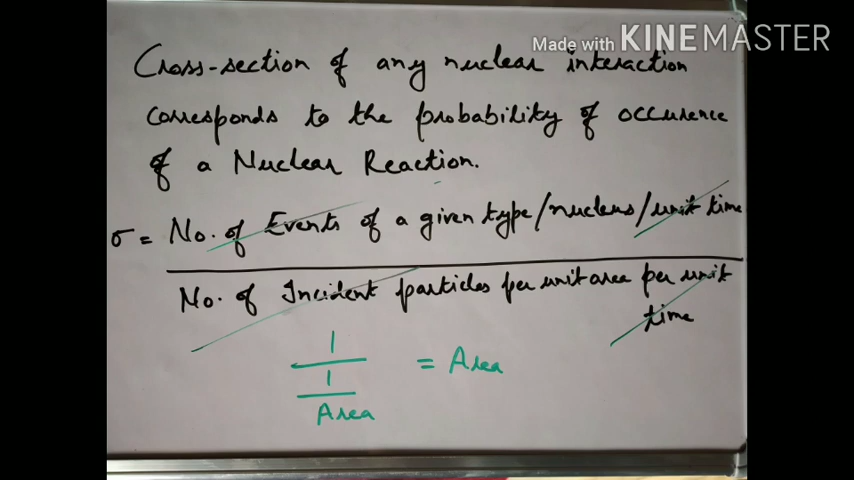 Made with KINEMASTER
Cross-section of any nuclear interaction
corresponds to the probability of occurence
of a Nuclear Reaction.
σ = No. of Events of a given type/nucleus/unit time
No. of Incident particles per unit area per unit
time
1
1 = Area
Area